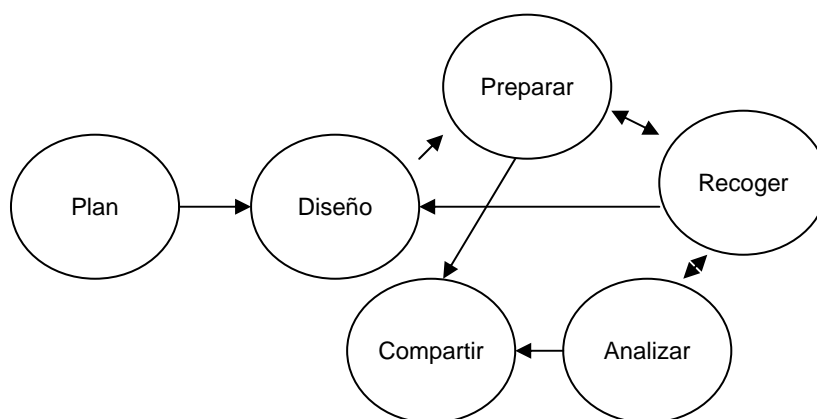 Preparar
Recoger
Plan
Diseño
Compartir
Analizar